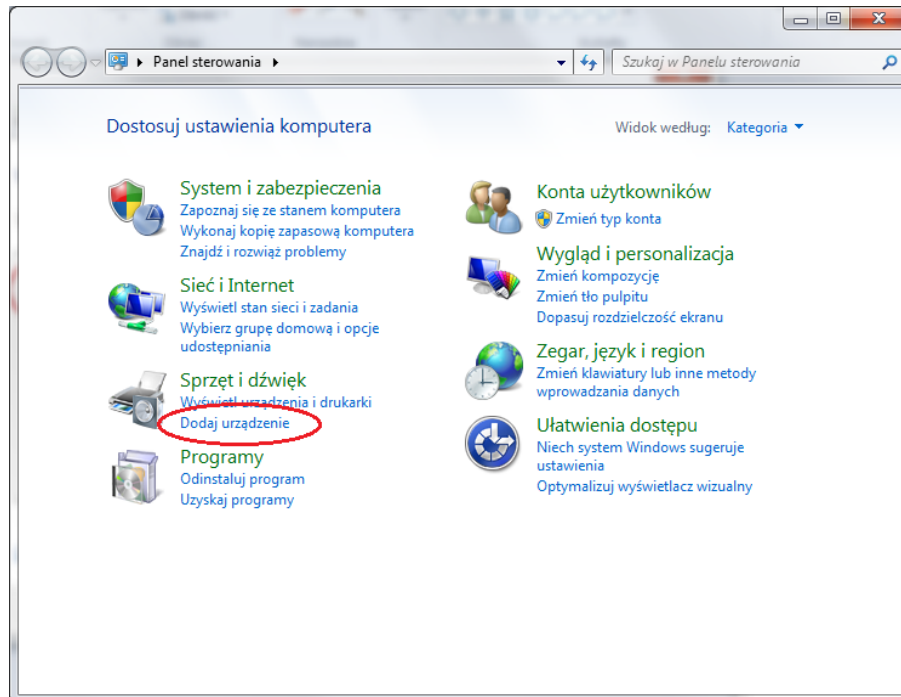 Panel sterowania
Szukaj w Panelu sterowania
Dostosuj ustawienia komputera
Widok według: Kategoria
System i zabezpieczenia
Zapoznaj się ze stanem komputera
Wykonaj kopię zapasową komputera
Znajdź i rozwiąż problemy
Sieć i Internet
Wyświetl stan sieci i zadania
Wybierz grupę domową i opcje
udostępniania
Sprzęt i dźwięk
Wyświetl urządzenia i drukarki
Dodaj urządzenie
Programy
Odinstaluj program
Uzyskaj programy
Konta użytkowników
Zmień typ konta
Wygląd i personalizacja
Zmień kompozycję
Zmień tło pulpitu
Dopasuj rozdzielczość ekranu
Zegar, język i region
Zmień klawiatury lub inne metody
wprowadzania danych
Ułatwienia dostępu
Niech system Windows sugeruje
ustawienia
Optymalizuj wyświetlacz wizualny